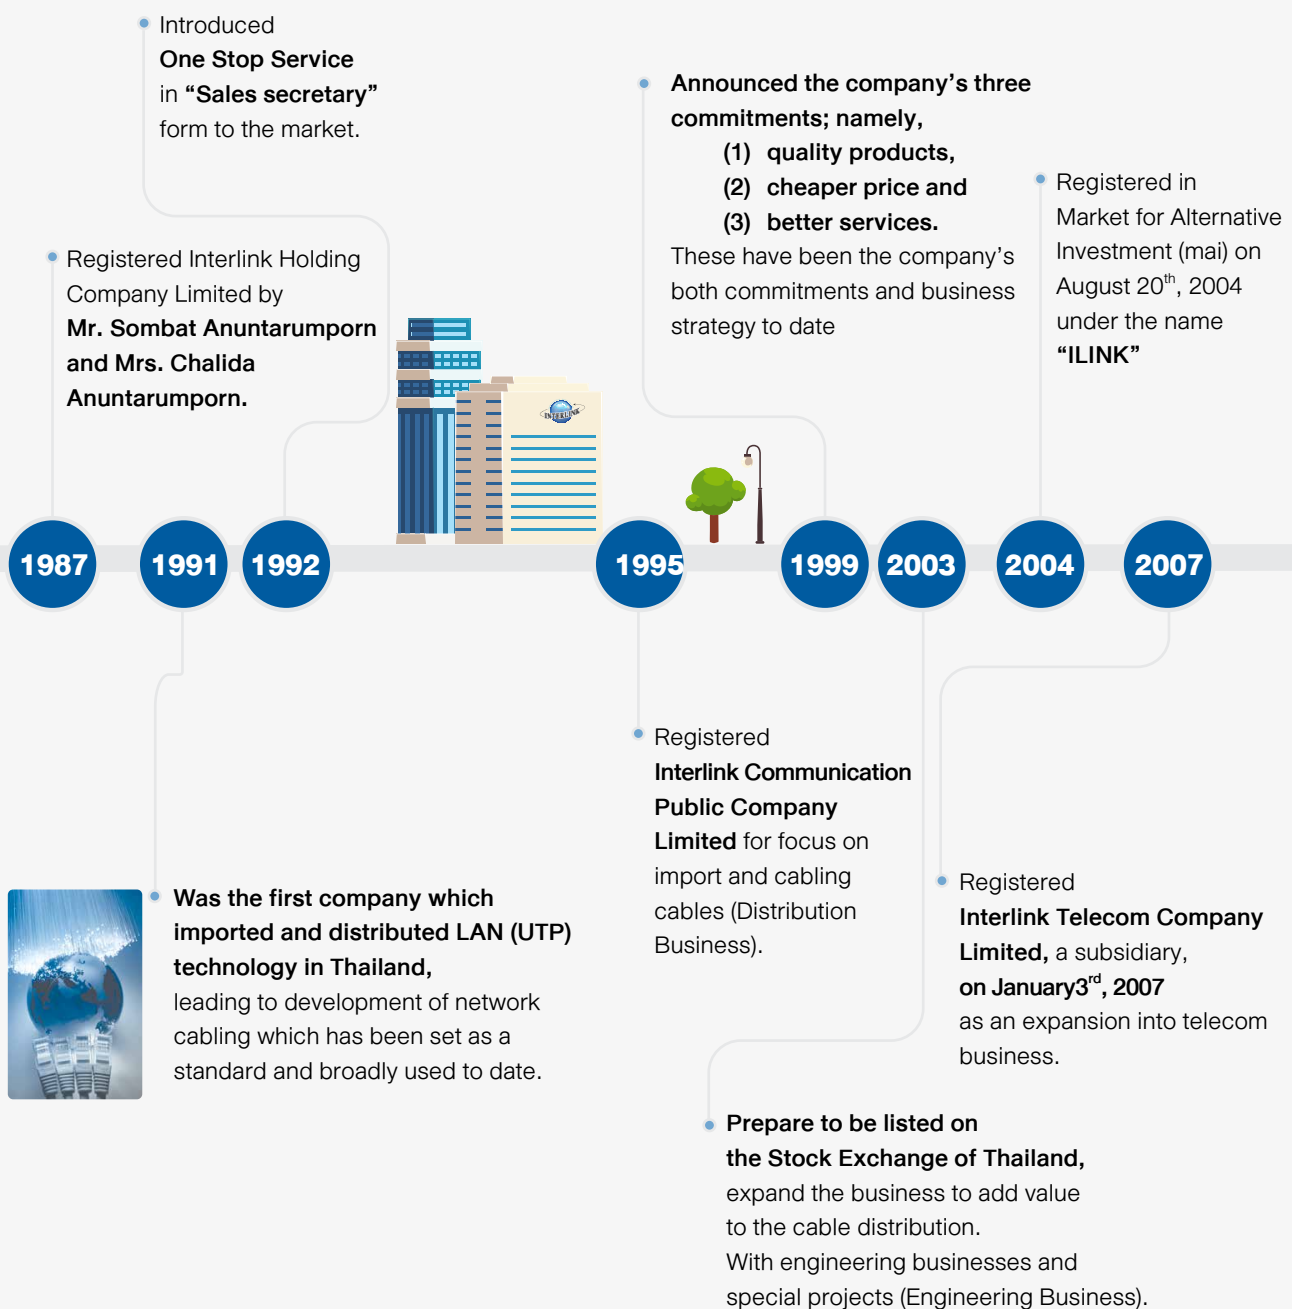 Introduced
One Stop Service
in “Sales secretary”
form to the market.
Announced the company’s three
commitments; namely,
(1) quality products,
(2) cheaper price and
(3) better services.
These have been the company’s
both commitments and business
strategy to date
Registered in
Market for Alternative
Investment (mai) on
August 20th, 2004
under the name
“ILINK”
Registered Interlink Holding
Company Limited by
Mr. Sombat Anuntarumporn
and Mrs. Chalida
Anuntarumporn.
INTERLINK
1987
1991
1992
1995
1999
2003
2004
2007
Registered
Interlink Communication
Public Company
Limited for focus on
import and cabling
cables (Distribution
Business).
Was the first company which
imported and distributed LAN (UTP)
technology in Thailand,
leading to development of network
cabling which has been set as a
standard and broadly used to date.
Registered
Interlink Telecom Company
Limited, a subsidiary,
on January3rd, 2007
as an expansion into telecom
business.
Prepare to be listed on
the Stock Exchange of Thailand,
expand the business to add value
to the cable distribution.
With engineering businesses and
special projects (Engineering Business).